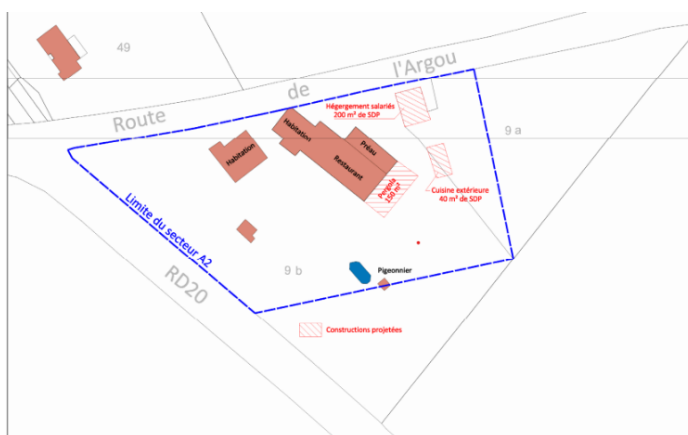 49
Route de l'Argou
Hégergement salariés
200 m² de SDP
9 a
Habitation
Habitations
Préau
Restaurant
Pergola
150 m²
Cuisine extérieure
40 m² de SDP
Limite du secteur A2
RD20
9 b
Pigeonnier
Constructions projetées